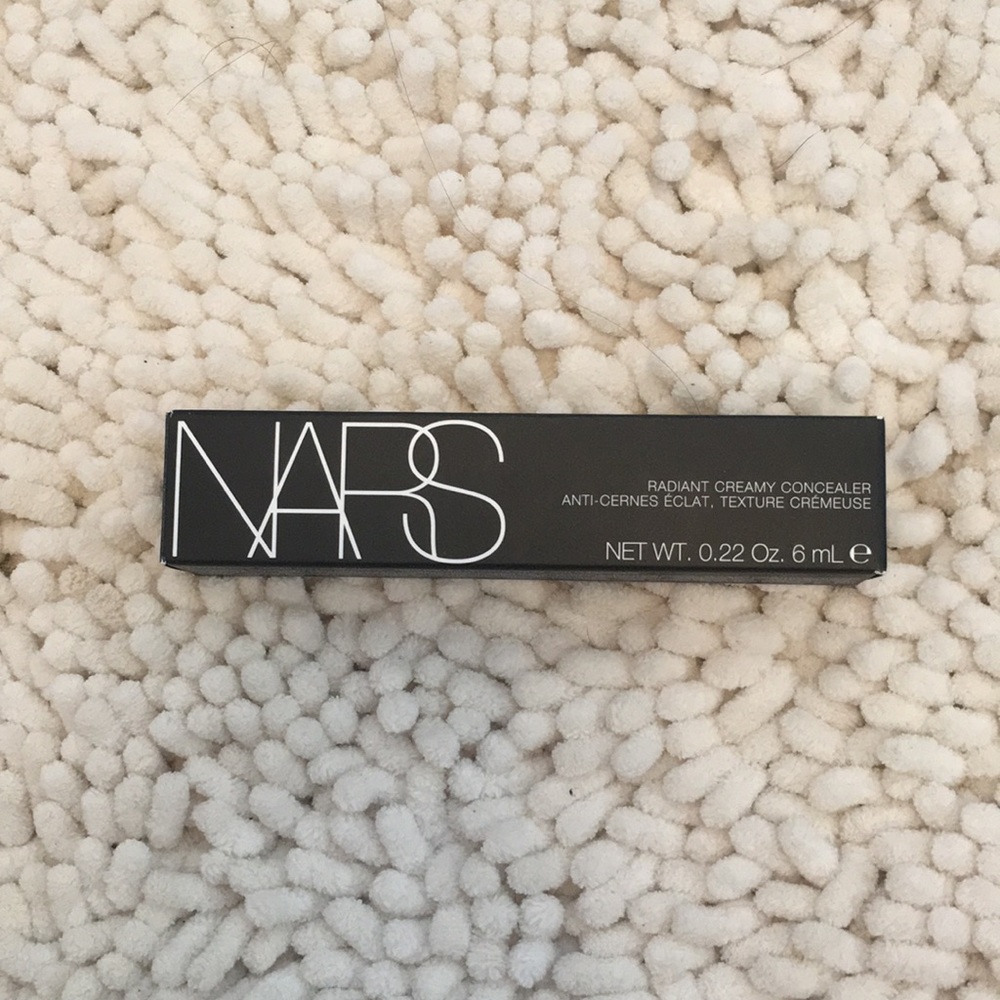 NARS
RADIANT CREAMY CONCEALER
ANTI-CERNES ÉCLAT, TEXTURE CRÉMEUSE
NET WT. 0.22 Oz. 6 mL ℮